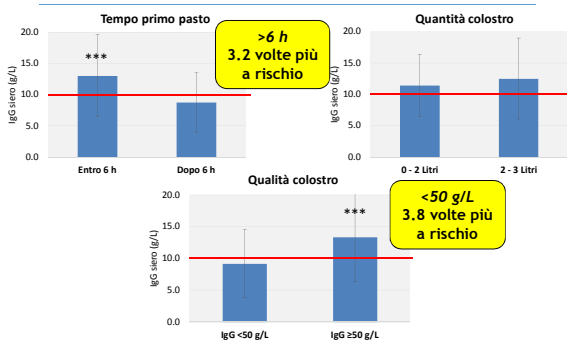 Tempo primo pasto
>6 h
3.2 volte più
a rischio
IgG siero (g/L)
20.0
15.0
10.0
5.0
0.0
***
Entro 6 h
Dopo 6 h
Quantità colostro
IgG siero (g/L)
20.0
15.0
10.0
5.0
0.0
0 - 2 Litri
2 - 3 Litri
Qualità colostro
<50 g/L
3.8 volte più
a rischio
IgG siero (g/L)
20.0
15.0
10.0
5.0
0.0
***
IgG <50 g/L
IgG ≥50 g/L